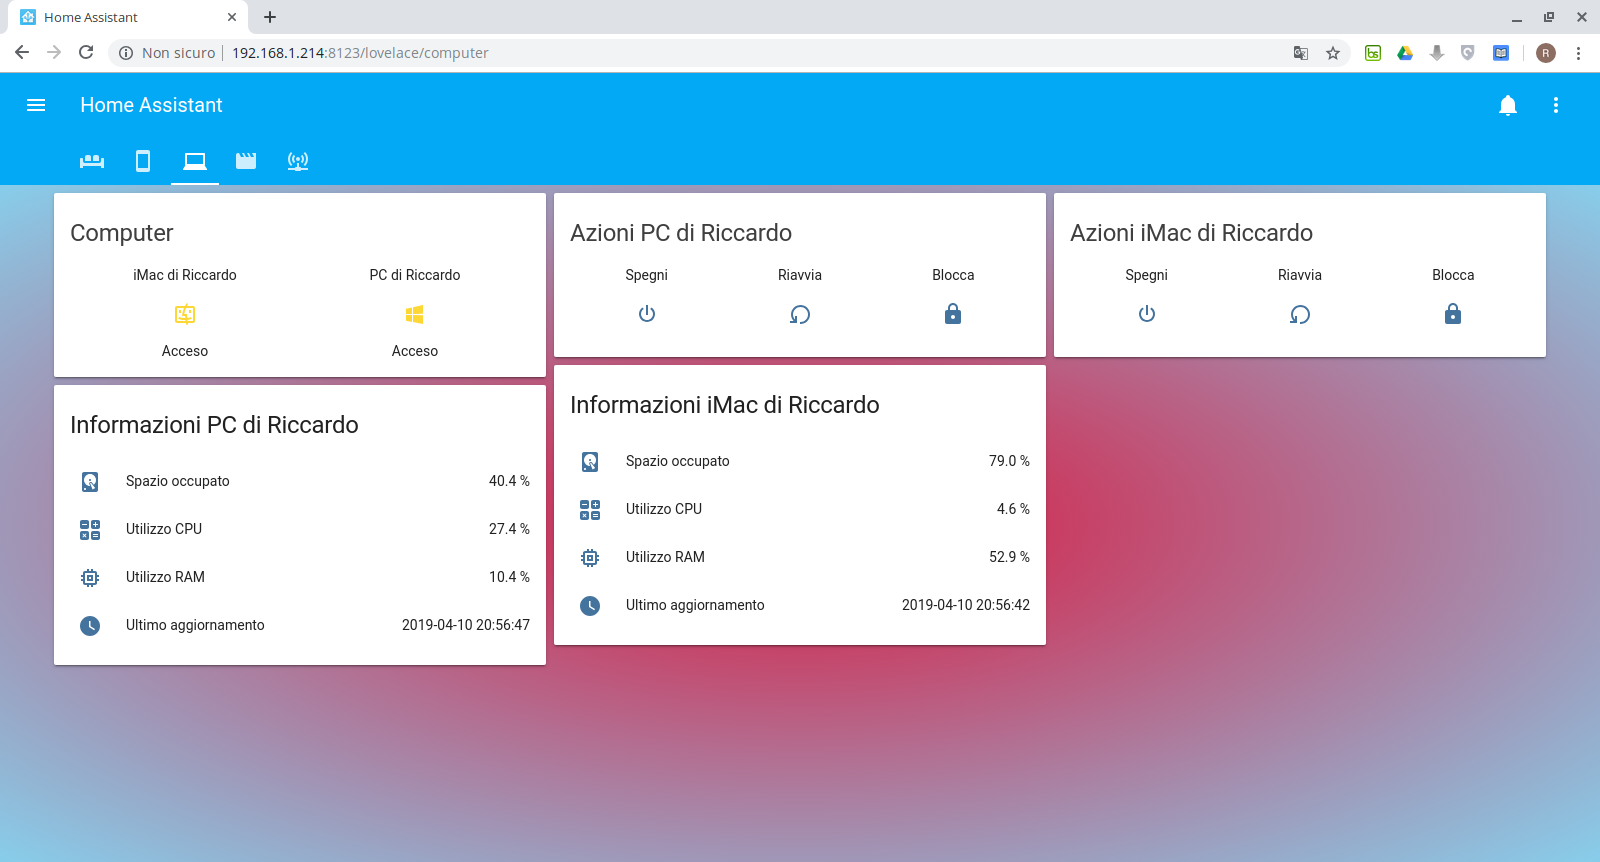 Home Assistant
Non sicuro 192.168.1.214:8123/lovelace/computer
bs
R
Home Assistant
Computer
iMac di Riccardo PC di Riccardo
Acceso Acceso
Azioni PC di Riccardo
Spegni Riavvia Blocca
Azioni iMac di Riccardo
Spegni Riavvia Blocca
Informazioni PC di Riccardo
Spazio occupato 40.4 %
Utilizzo CPU 27.4 %
Utilizzo RAM 10.4 %
Ultimo aggiornamento 2019-04-10 20:56:47
Informazioni iMac di Riccardo
Spazio occupato 79.0 %
Utilizzo CPU 4.6 %
Utilizzo RAM 52.9 %
Ultimo aggiornamento 2019-04-10 20:56:42